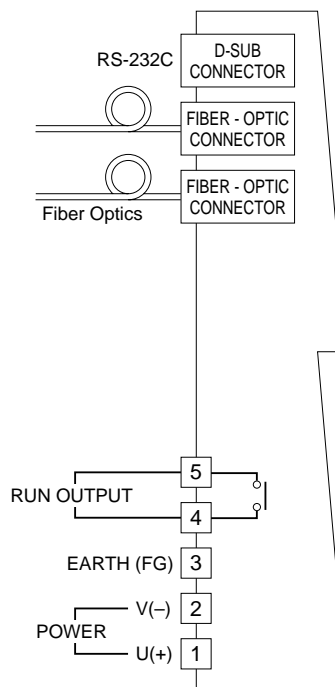 RS-232C
D-SUB
CONNECTOR
FIBER - OPTIC
CONNECTOR
FIBER - OPTIC
CONNECTOR
Fiber Optics
5
RUN OUTPUT
4
EARTH (FG) 3
V(–) 2
POWER
U(+) 1